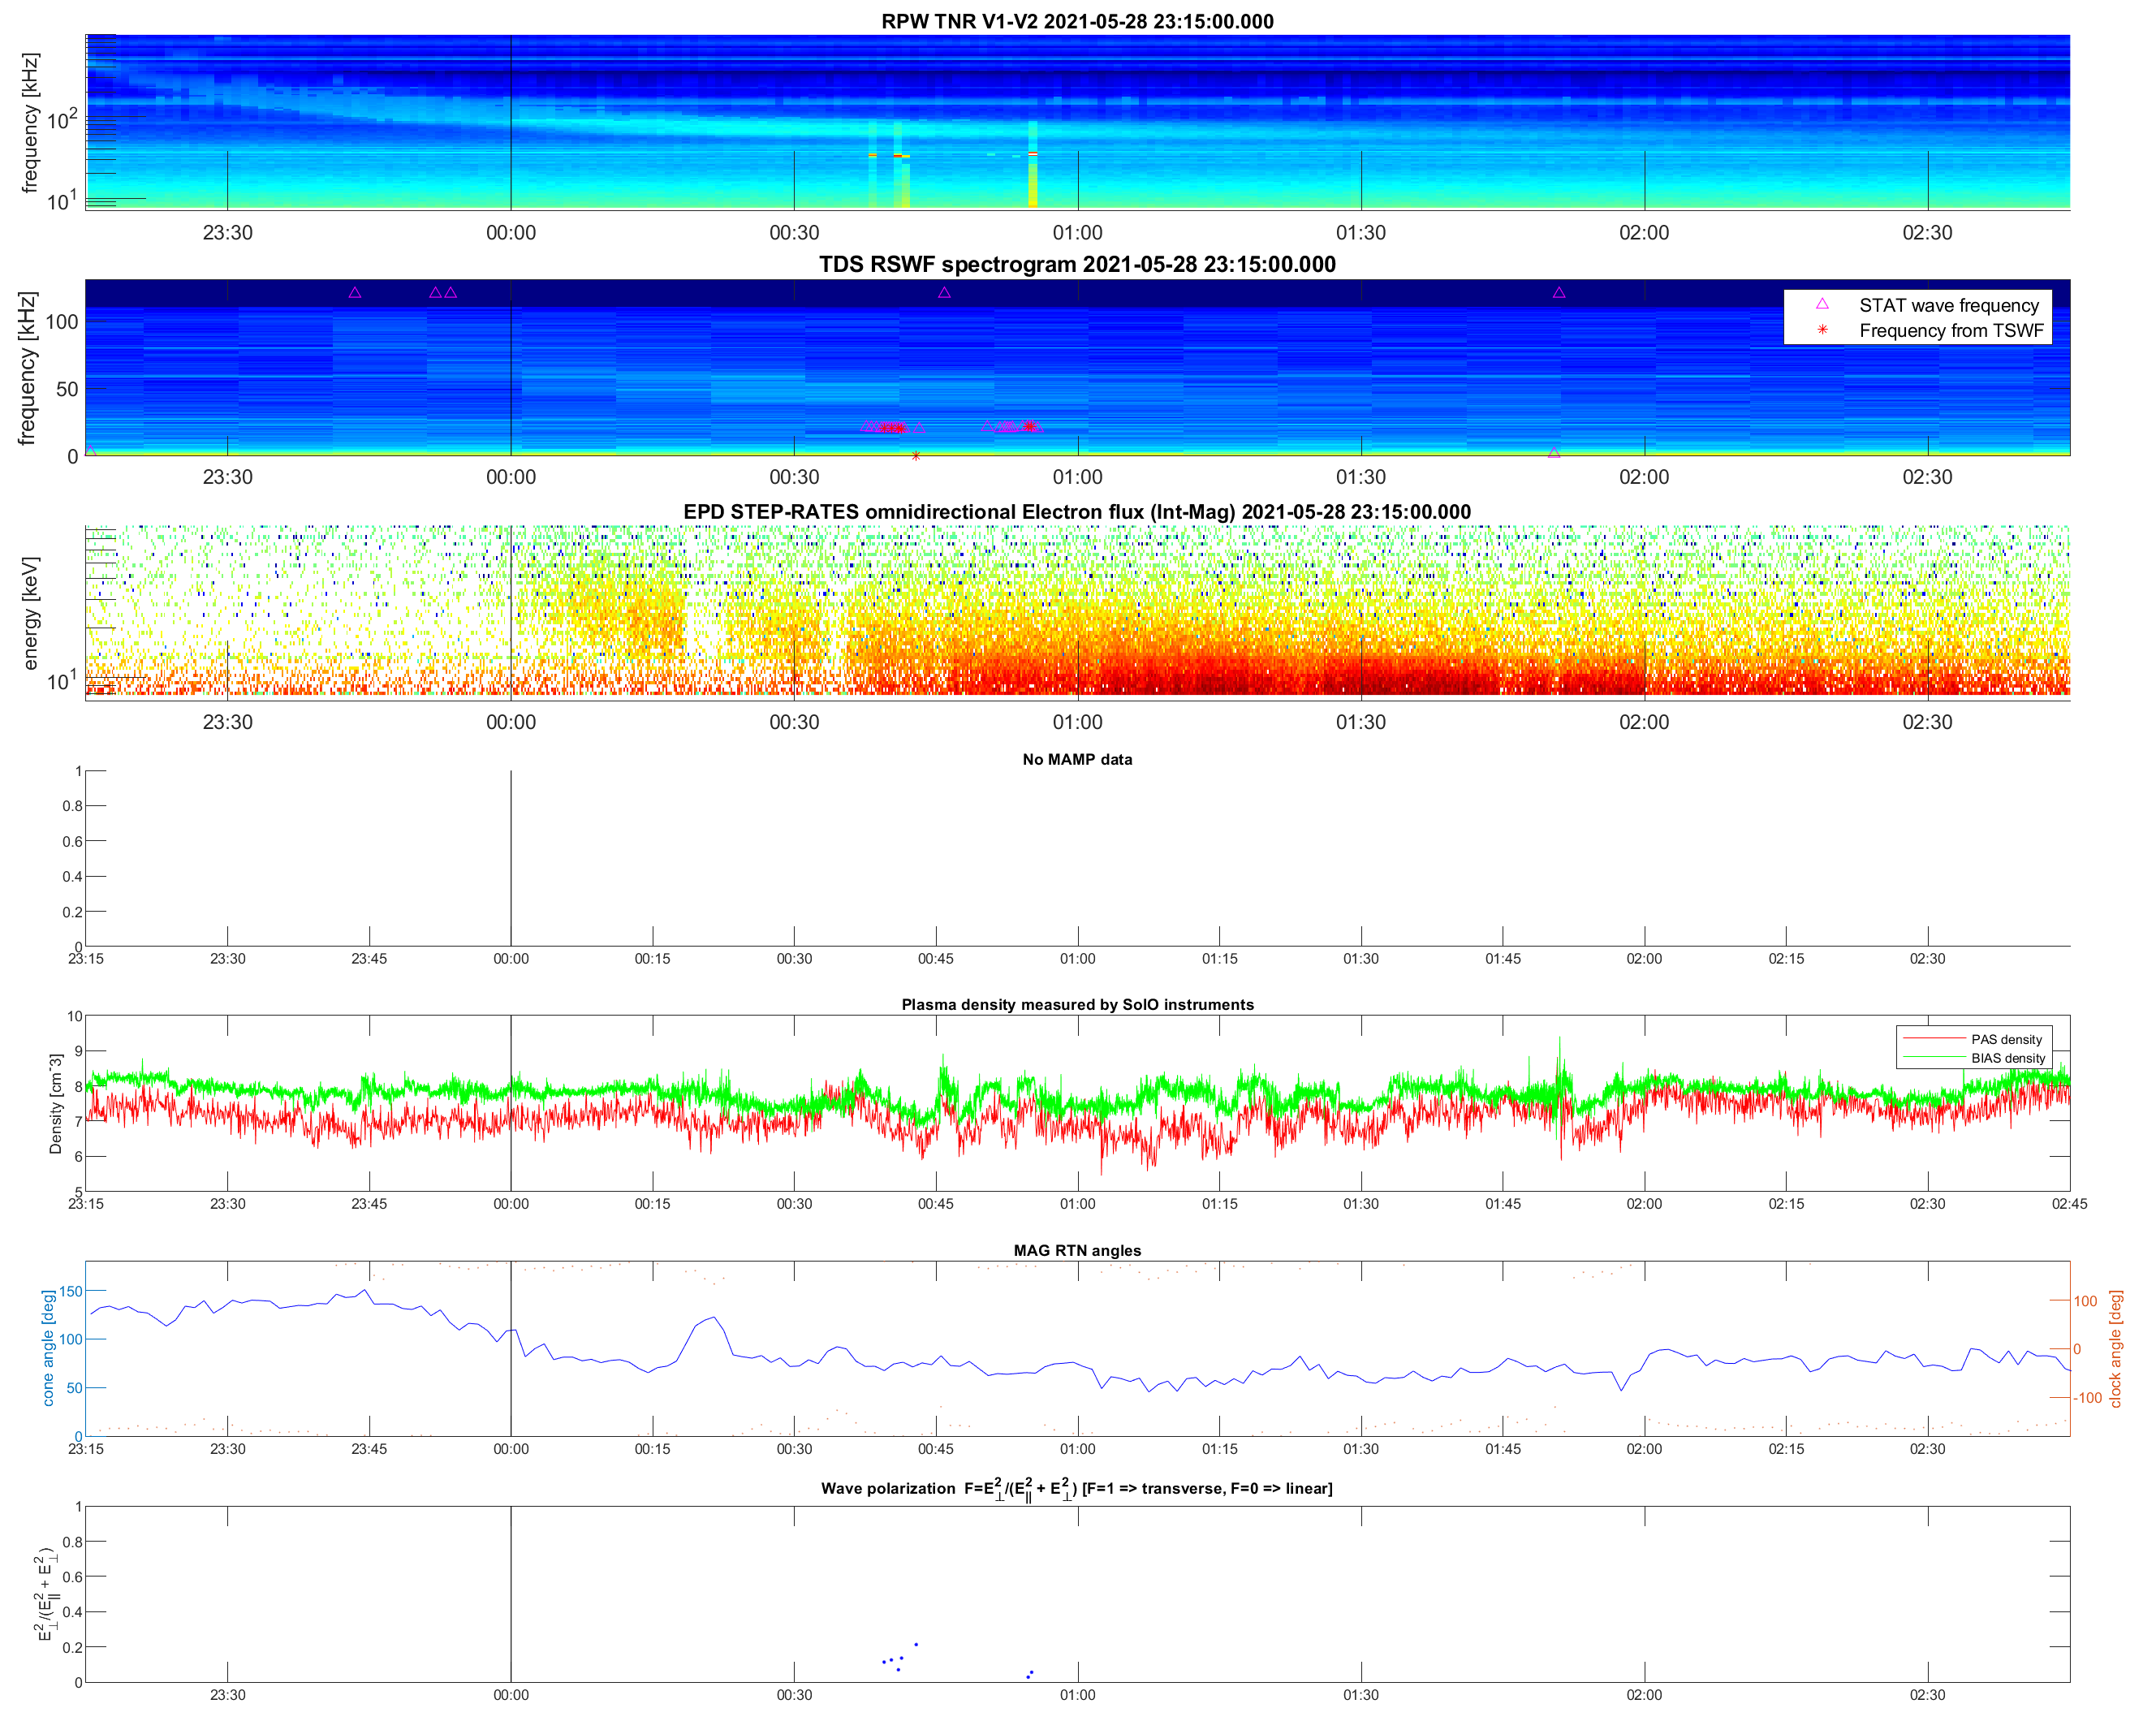 RPW TNR V1-V2 2021-05-28 23:15:00.000
frequency [kHz]
10²
10¹
23:30 00:00 00:30 01:00 01:30 02:00 02:30
TDS RSWF spectrogram 2021-05-28 23:15:00.000
frequency [kHz]
100
50
0
STAT wave frequency
Frequency from TSWF
23:30 00:00 00:30 01:00 01:30 02:00 02:30
EPD STEP-RATES omnidirectional Electron flux (Int-Mag) 2021-05-28 23:15:00.000
energy [keV]
10¹
23:30 00:00 00:30 01:00 01:30 02:00 02:30
No MAMP data
1
0.8
0.6
0.4
0.2
0
23:15 23:30 23:45 00:00 00:15 00:30 00:45 01:00 01:15 01:30 01:45 02:00 02:15 02:30
Plasma density measured by SolO instruments
Density [cm⁻3]
10
9
8
7
6
5
PAS density
BIAS density
23:15 23:30 23:45 00:00 00:15 00:30 00:45 01:00 01:15 01:30 01:45 02:00 02:15 02:30 02:45
MAG RTN angles
cone angle [deg]
150
100
50
0
clock angle [deg]
100
0
-100
23:15 23:30 23:45 00:00 00:15 00:30 00:45 01:00 01:15 01:30 01:45 02:00 02:15 02:30
Wave polarization F=E²⊥/(E²∥ + E²⊥) [F=1 => transverse, F=0 => linear]
E²⊥/(E²∥ + E²⊥)
1
0.8
0.6
0.4
0.2
0
23:30 00:00 00:30 01:00 01:30 02:00 02:30